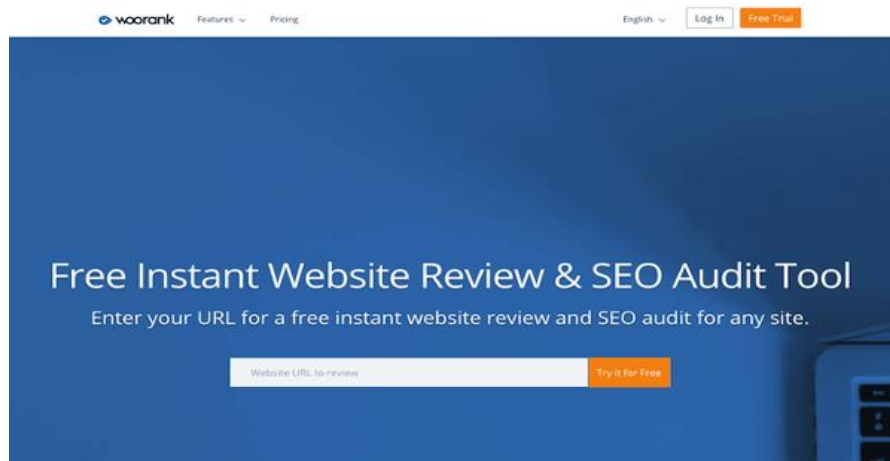 woorank Features Pricing English Log In Free Trial
Free Instant Website Review & SEO Audit Tool
Enter your URL for a free instant website review and SEO audit for any site.
Website URL to review Try It for Free